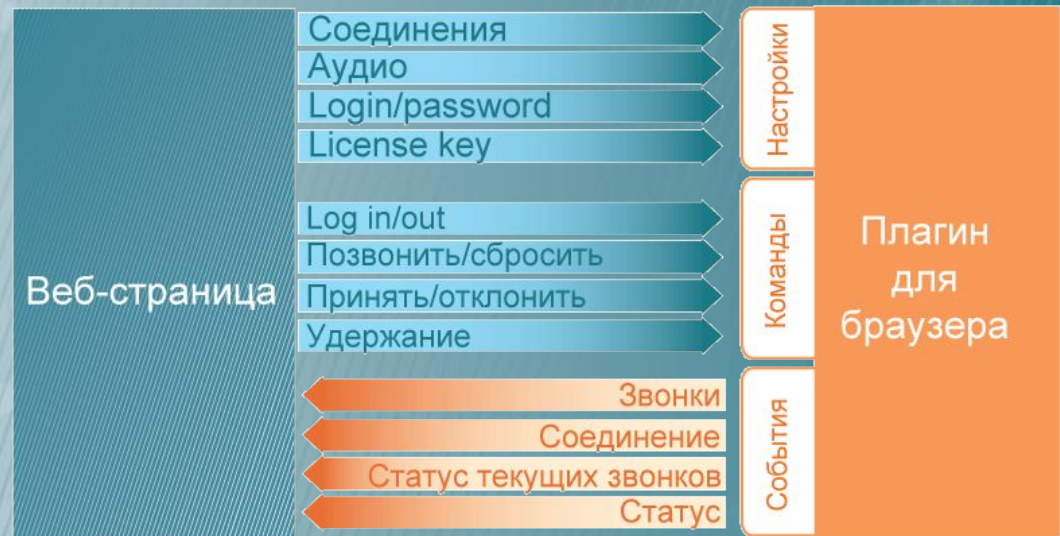 Соединения
Аудио
Login/password
License key
Настройки
Log in/out
Позвонить/сбросить
Принять/отклонить
Удержание
Команды
Веб-страница
Плагин
для
браузера
Звонки
Соединение
Статус текущих звонков
Статус
События